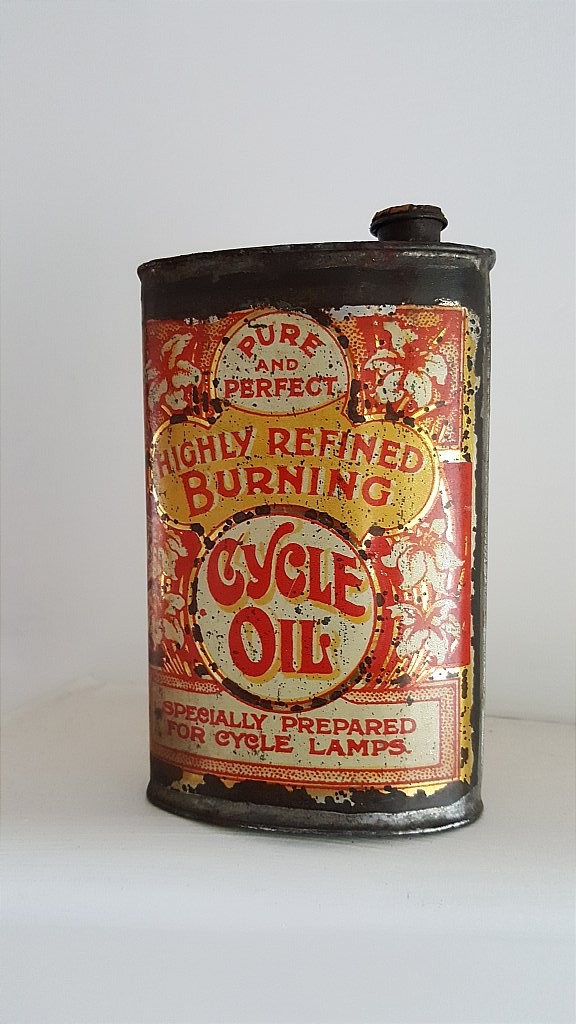 PURE
AND
PERFECT
HIGHLY REFINED
BURNING
CYCLE
OIL
SPECIALLY PREPARED
FOR CYCLE LAMPS.